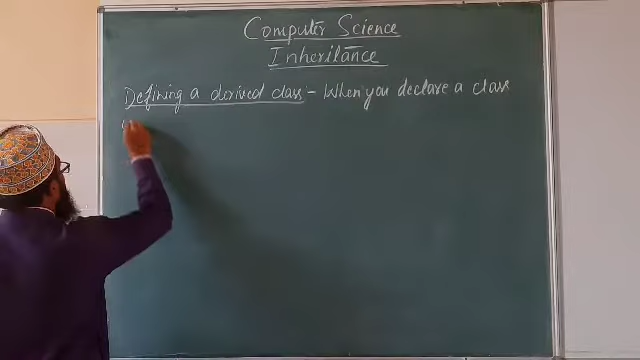 Computer Science
Inheritance
Defining a derived class - When you declare a class